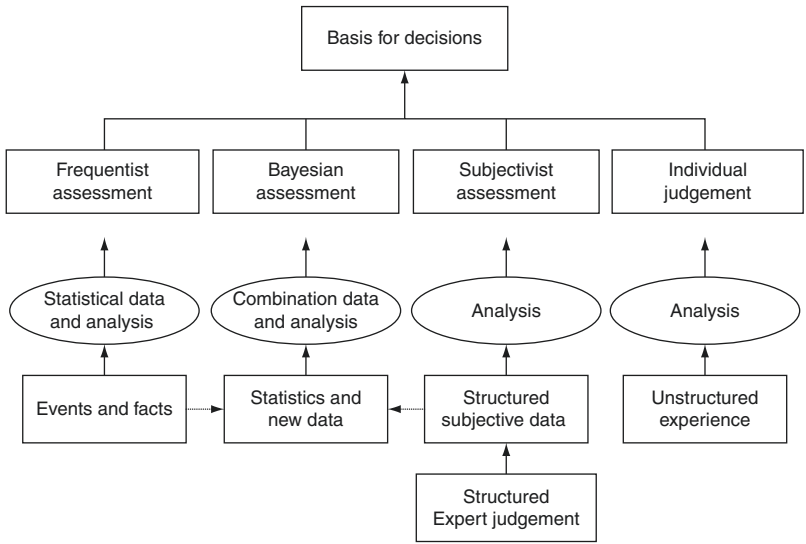 Basis for decisions
Frequentist
assessment
Bayesian
assessment
Subjectivist
assessment
Individual
judgement
Statistical data
and analysis
Combination data
and analysis
Analysis
Analysis
Events and facts
Statistics and
new data
Structured
subjective data
Unstructured
experience
Structured
Expert judgement